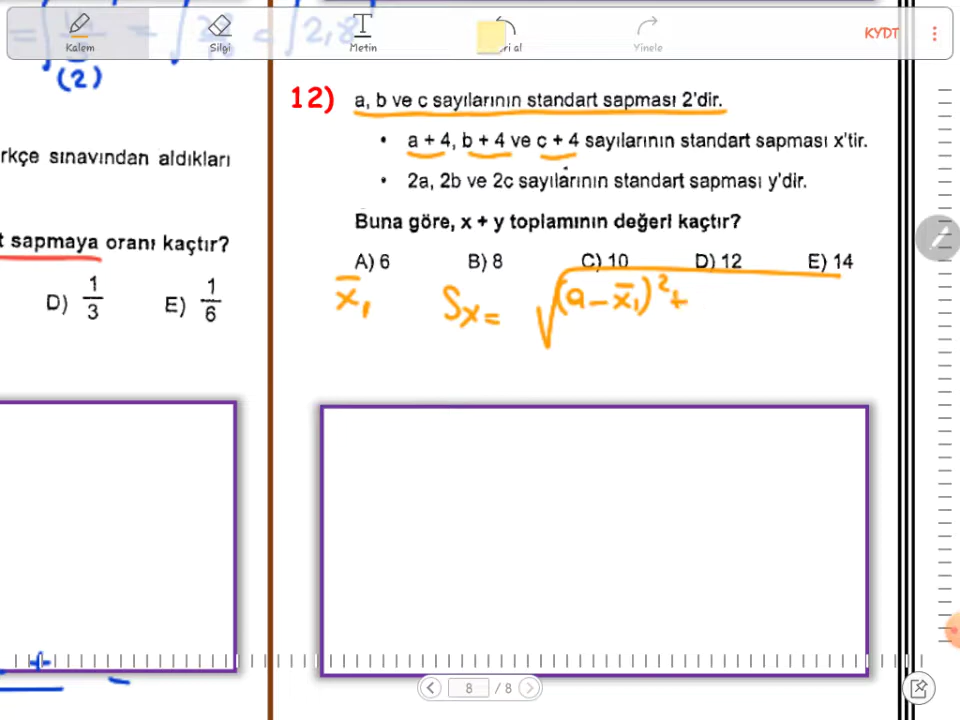 Kalem
Silgi
Metin
eri al
Yinele
KYDT
(2)
rkçe sınavından aldıkları
t sapmaya oranı kaçtır?
D) 1/3 E) 1/6
12) a, b ve c sayılarının standart sapması 2'dir.
• a + 4, b + 4 ve c + 4 sayılarının standart sapması x'tir.
• 2a, 2b ve 2c sayılarının standart sapması y'dir.
Buna göre, x + y toplamının değeri kaçtır?
A) 6 B) 8 C) 10 D) 12 E) 14
x̄₁ Sx = √(a − x̄₁)² +
8 / 8